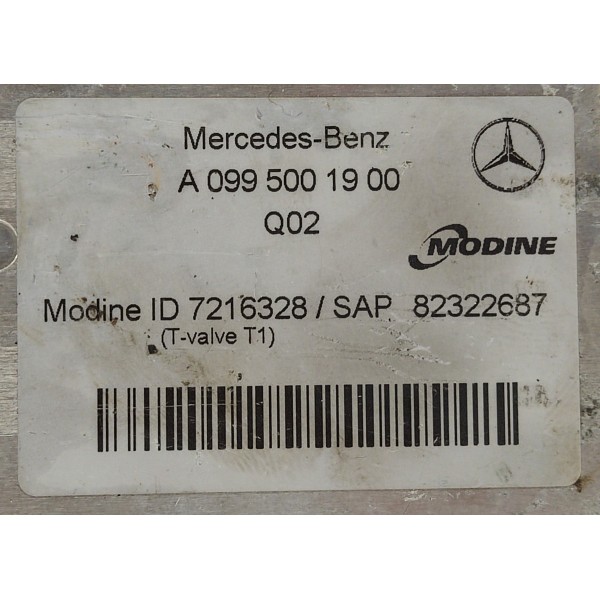 Mercedes-Benz
A 099 500 19 00
Q02
MODINE
Modine ID 7216328 / SAP 82322687
(T-valve T1)